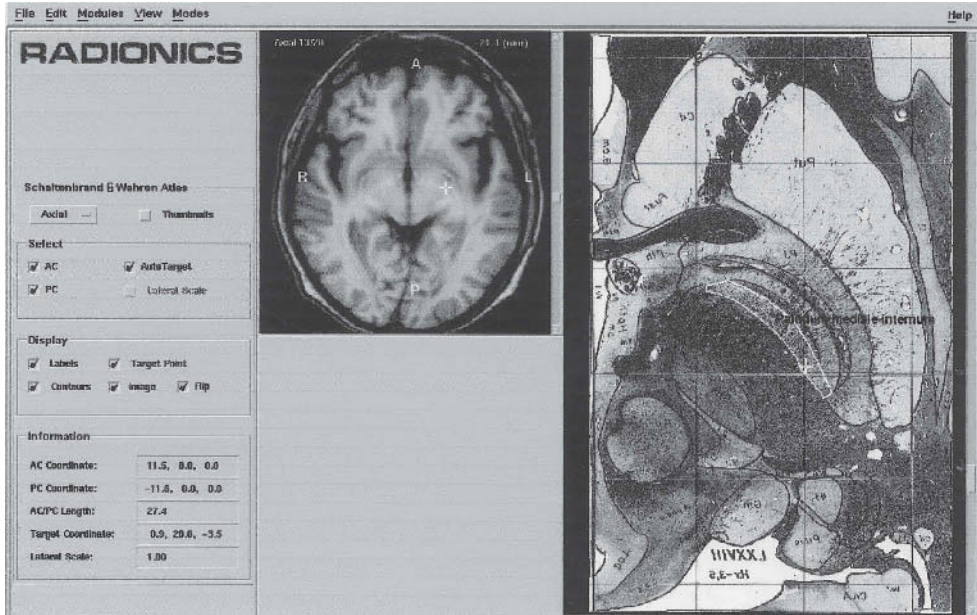 File Edit Modules View Modes Help
RADIONICS
Schaltenbrand & Wahren Atlas
Axial
Thumbnails
Select
AC
AutoTarget
PC
Lateral Scale
Display
Labels
Target Point
Contours
Image
Flip
Information
AC Coordinate:
11.5, 0.0, 0.0
PC Coordinate:
-11.6, 0.0, 0.0
AC/PC Length:
27.4
Target Coordinate:
0.9, 20.0, -3.5
Lateral Scale:
1.00
A
R
L
P
Cd
Put
Pallidum mediale internum
LXXVIII
Hv-3,5